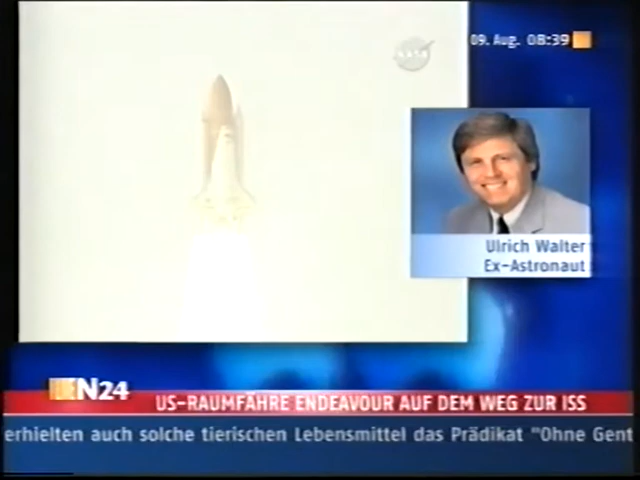 NASA
09. Aug. 08:39
Ulrich Walter
Ex-Astronaut
N24
US-RAUMFÄHRE ENDEAVOUR AUF DEM WEG ZUR ISS
erhielten auch solche tierischen Lebensmittel das Prädikat "Ohne Gent